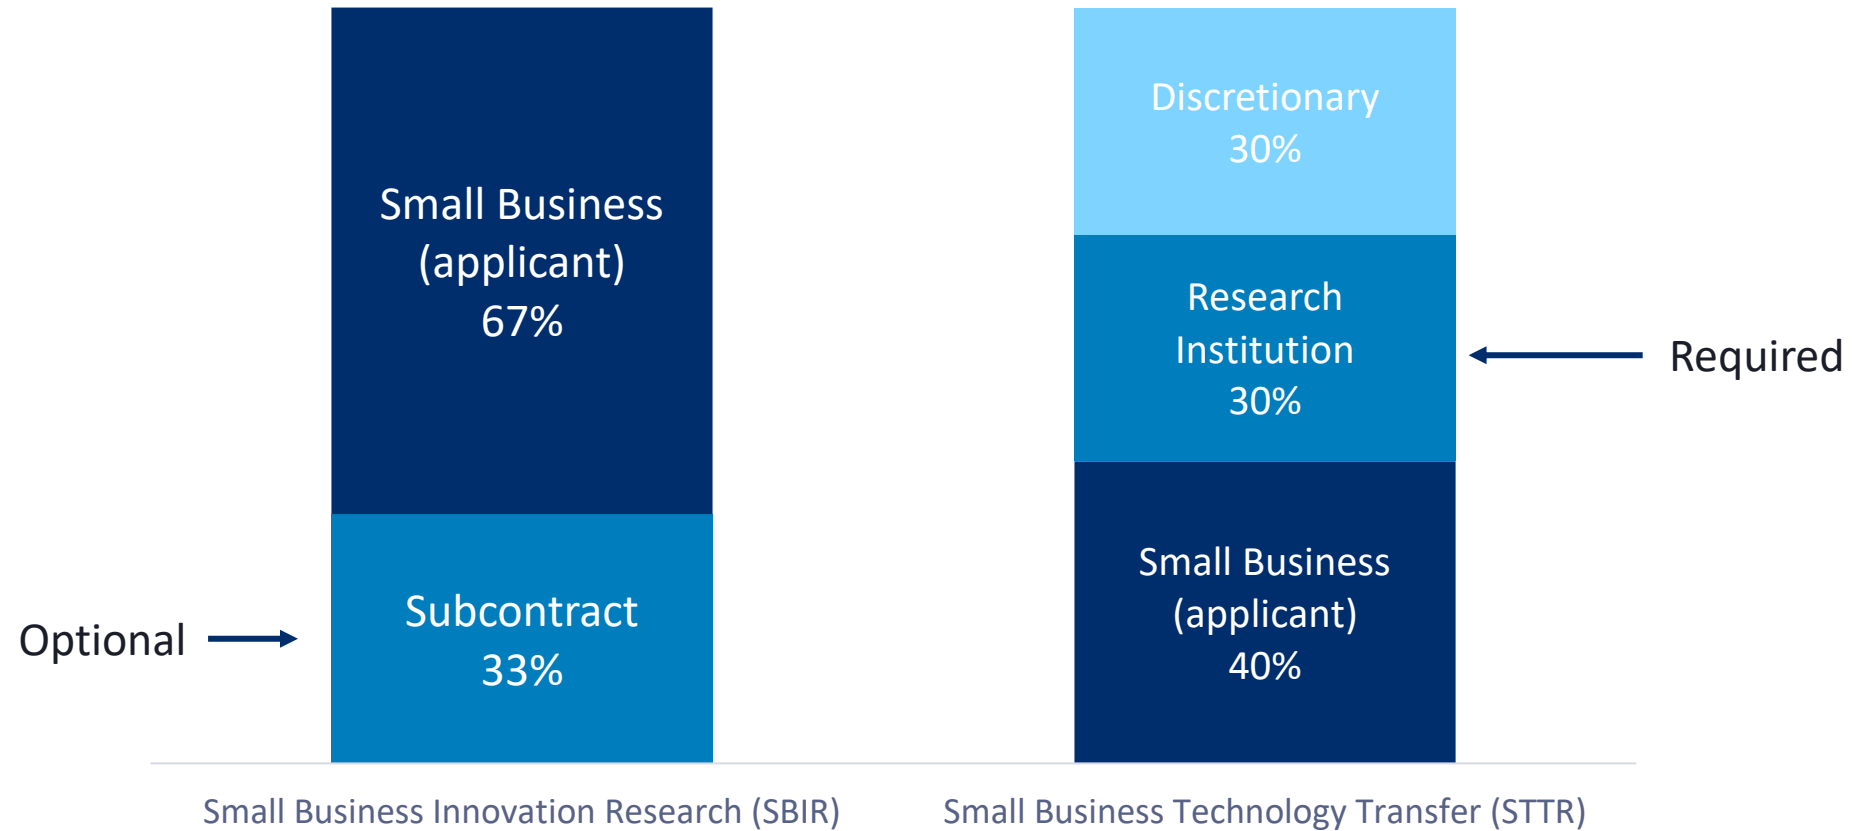 Small Business
(applicant)
67%
Subcontract
33%
Optional
Small Business Innovation Research (SBIR)
Discretionary
30%
Research
Institution
30%
Required
Small Business
(applicant)
40%
Small Business Technology Transfer (STTR)